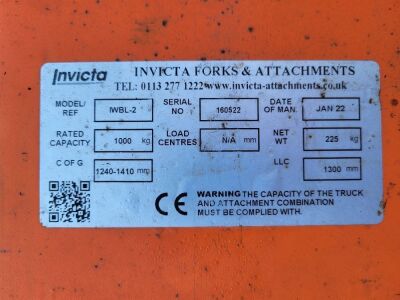 Invicta INVICTA FORKS & ATTACHMENTS
TEL: 0113 277 1222 www.invicta-attachments.co.uk
MODEL/ REF IWBL-2 SERIAL NO 160522 DATE OF MAN. JAN 22
RATED CAPACITY 1000 kg LOAD CENTRES N/A mm NET WT 225 kg
C OF G 1240-1410 mm LLC 1300 mm
CE WARNING THE CAPACITY OF THE TRUCK
AND ATTACHMENT COMBINATION
MUST BE COMPLIED WITH.